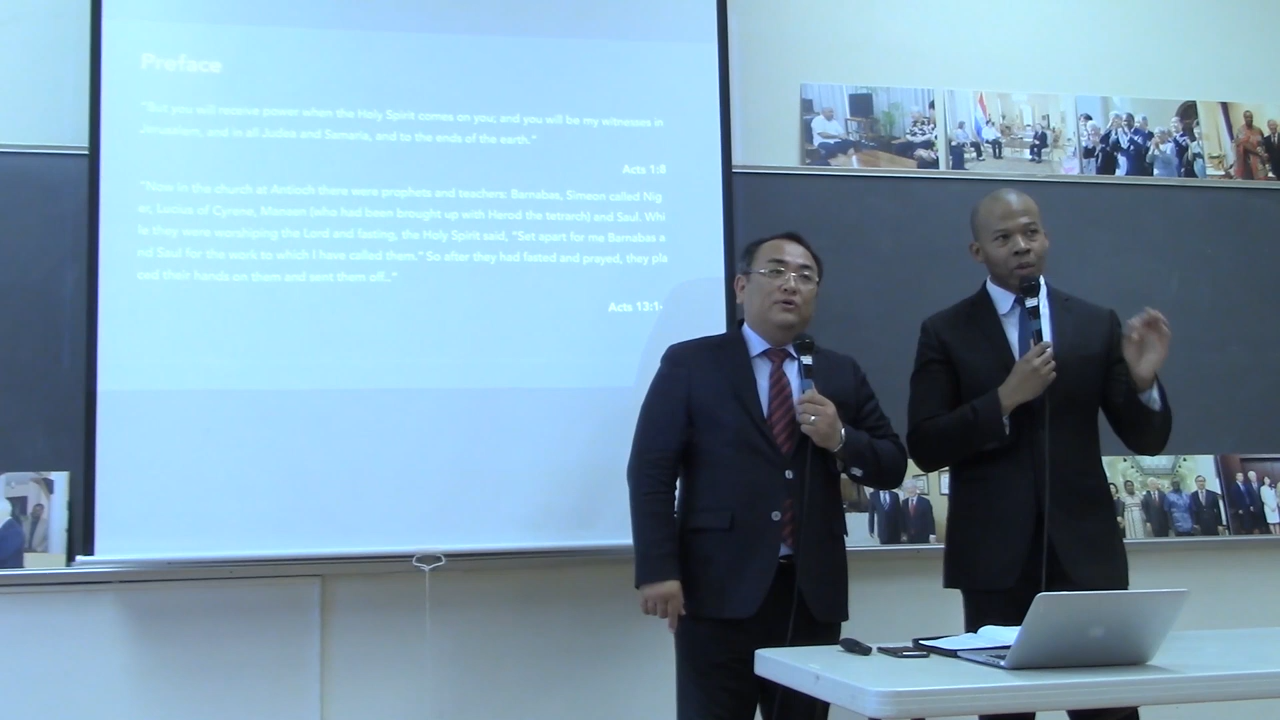 Preface
"But you will receive power when the Holy Spirit comes on you; and you will be my witnesses in
Jerusalem, and in all Judea and Samaria, and to the ends of the earth."
Acts 1:8
"Now in the church at Antioch there were prophets and teachers: Barnabas, Simeon called Nig
er, Lucius of Cyrene, Manaen (who had been brought up with Herod the tetrarch) and Saul. Whi
le they were worshiping the Lord and fasting, the Holy Spirit said, "Set apart for me Barnabas a
nd Saul for the work to which I have called them." So after they had fasted and prayed, they pla
ced their hands on them and sent them off.."
Acts 13:1-